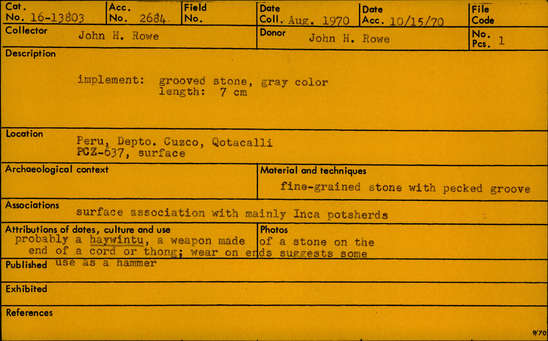 Cat. No. 16-13803 Acc. No. 2684 Field No. Date Coll. Aug. 1970 Date Acc. 10/15/70 File Code
Collector John H. Rowe Donor John H. Rowe No. Pcs. 1
Description
implement: grooved stone, gray color
length: 7 cm
Location
Peru, Depto. Cuzco, Qotacalli
PCZ-637, surface
Archaeological context Material and techniques
fine-grained stone with pecked groove
Associations
surface association with mainly Inca potsherds
Attributions of dates, culture and use Photos
probably a haywintu, a weapon made of a stone on the
end of a cord or thong; wear on ends suggests some
Published use as a hammer
Exhibited
References
9/70